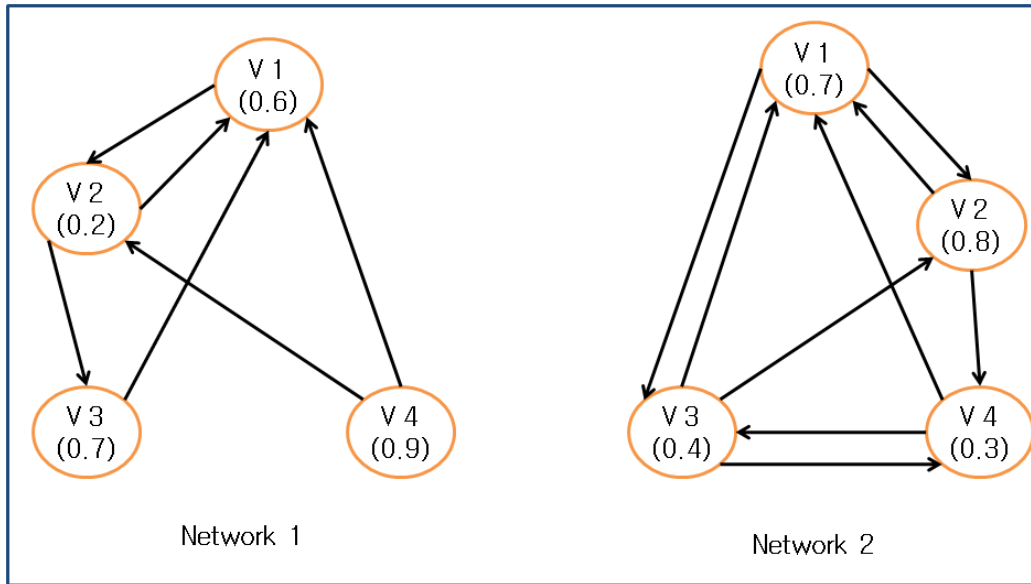 V 1
(0.6)
V 2
(0.2)
V 3
(0.7)
V 4
(0.9)
Network 1
V 1
(0.7)
V 2
(0.8)
V 3
(0.4)
V 4
(0.3)
Network 2